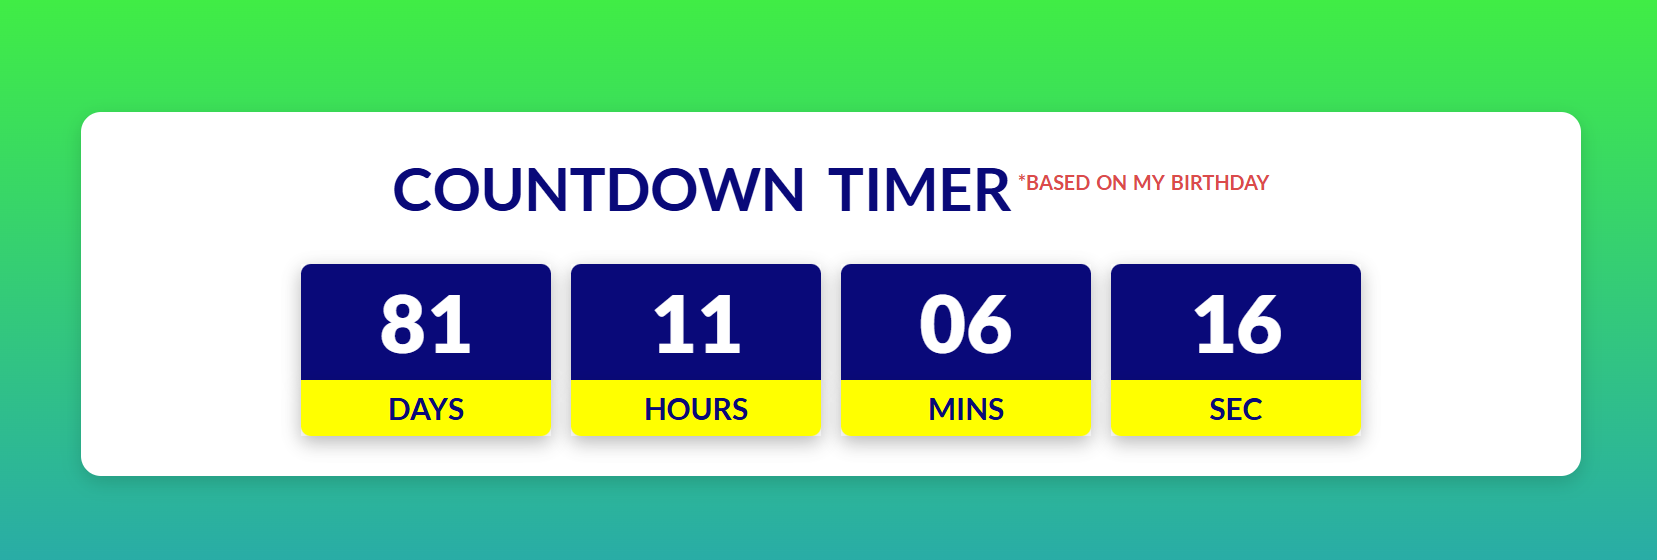 COUNTDOWN TIMER *BASED ON MY BIRTHDAY
81 11 06 16
DAYS HOURS MINS SEC